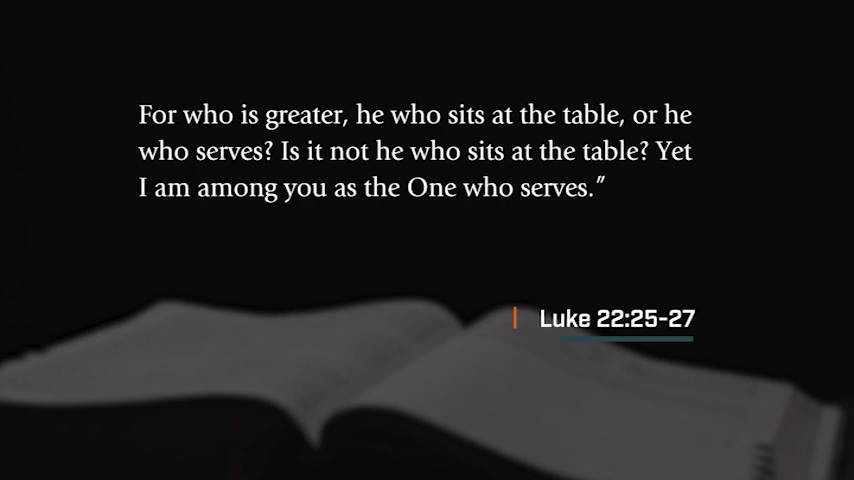 For who is greater, he who sits at the table, or he
who serves? Is it not he who sits at the table? Yet
I am among you as the One who serves.”
Luke 22:25-27